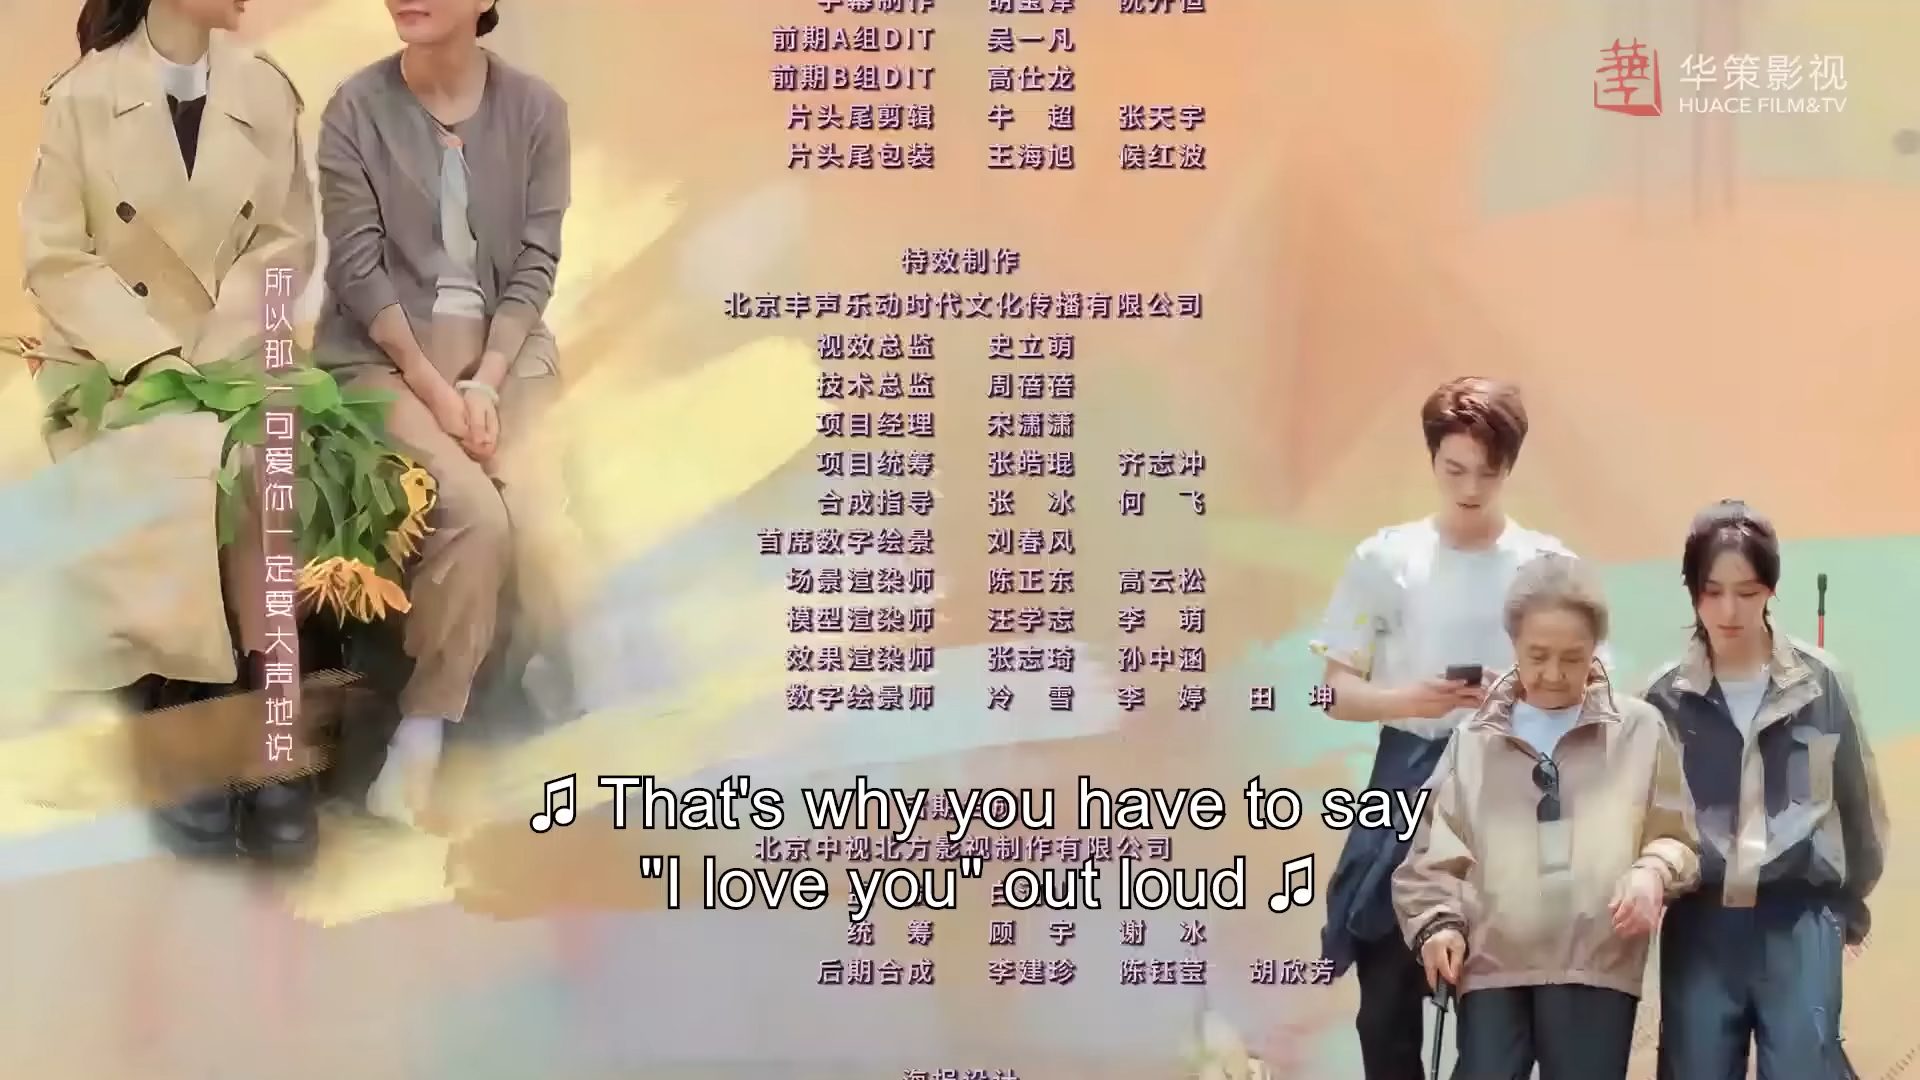 前期A组DIT 吴一凡
前期B组DIT 高仕龙
片头尾剪辑 牛 超 张天宇
片头尾包装 王海旭 候红波
華 华策影视
HUACE FILM&TV
特效制作
北京丰声乐动时代文化传播有限公司
视效总监 史立萌
技术总监 周蓓蓓
项目经理 宋潇潇
项目统筹 张皓琨 齐志冲
合成指导 张 冰 何 飞
首席数字绘景 刘春风
场景渲染师 陈正东 高云松
模型渲染师 汪学志 李 萌
效果渲染师 张志琦 孙中涵
数字绘景师 冷 雪 李 婷 田 坤
所以那一句爱你一定要大声地说
♫ That's why you have to say
北京中视北方影视制作有限公司
"I love you" out loud ♫
统 筹 顾 宇 谢 冰
后期合成 李建珍 陈钰莹 胡欣芳
海报设计